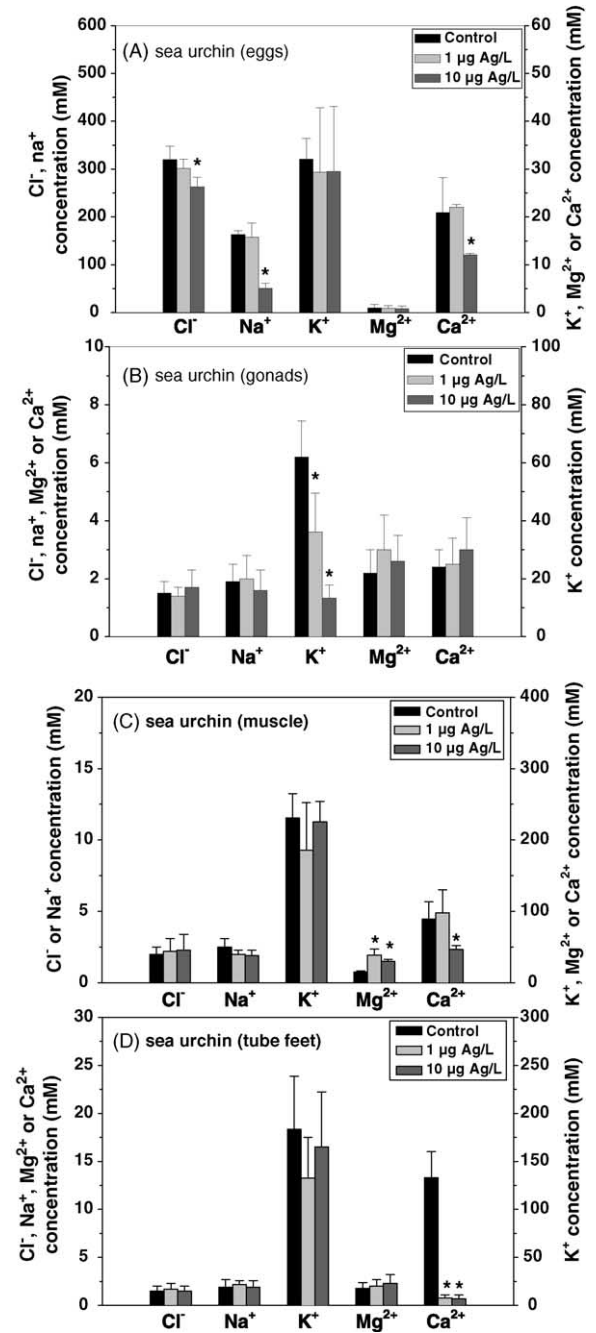 (A) sea urchin (eggs)
Control
1 µg Ag/L
10 µg Ag/L
Cl⁻, na⁺
concentration (mM)
600
500
400
300
200
100
0
K⁺, Mg²⁺ or Ca²⁺ concentration (mM)
60
50
40
30
20
10
0
*
*
*
Cl⁻ Na⁺ K⁺ Mg²⁺ Ca²⁺
(B) sea urchin (gonads)
Control
1 µg Ag/L
10 µg Ag/L
Cl⁻, na⁺, Mg²⁺ or Ca²⁺
concentration (mM)
10
8
6
4
2
0
K⁺ concentration (mM)
100
80
60
40
20
0
*
*
Cl⁻ Na⁺ K⁺ Mg²⁺ Ca²⁺
(C) sea urchin (muscle)
Control
1 µg Ag/L
10 µg Ag/L
Cl⁻ or Na⁺ concentration (mM)
20
15
10
5
0
K⁺, Mg²⁺ or Ca²⁺ concentration (mM)
400
300
200
100
0
*
*
*
Cl⁻ Na⁺ K⁺ Mg²⁺ Ca²⁺
(D) sea urchin (tube feet)
Control
1 µg Ag/L
10 µg Ag/L
Cl⁻, Na⁺, Mg²⁺ or Ca²⁺
concentration (mM)
30
25
20
15
10
5
0
K⁺ concentration (mM)
300
250
200
150
100
50
0
* *
Cl⁻ Na⁺ K⁺ Mg²⁺ Ca²⁺